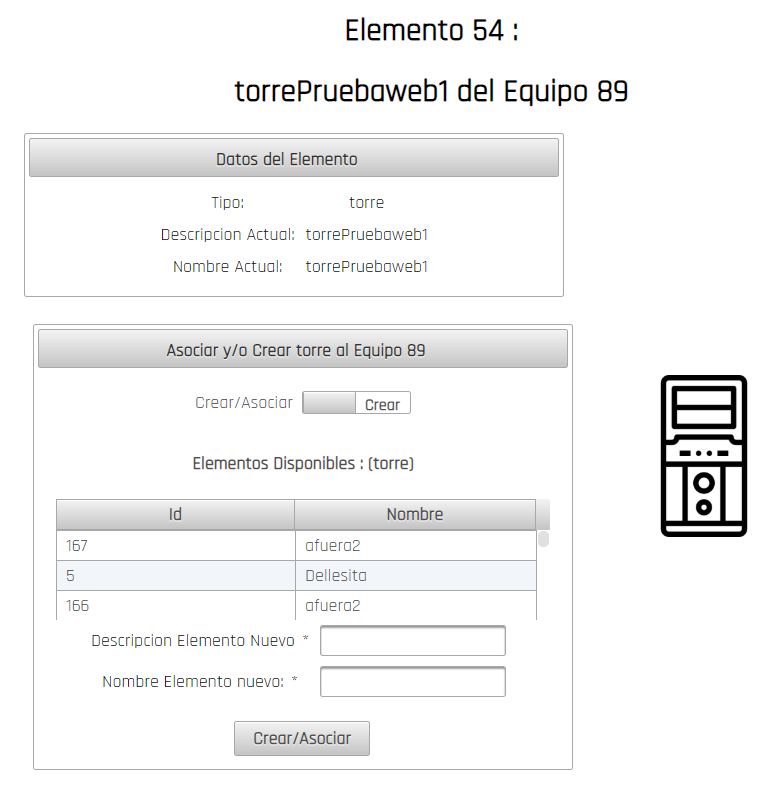 Elemento 54 :
torrePruebaweb1 del Equipo 89
Datos del Elemento
Tipo: torre
Descripcion Actual: torrePruebaweb1
Nombre Actual: torrePruebaweb1
Asociar y/o Crear torre al Equipo 89
Crear/Asociar Crear
Elementos Disponibles : (torre)
Id Nombre
167 afuera2
5 Dellesita
166 afuera2
Descripcion Elemento Nuevo *
Nombre Elemento nuevo: *
Crear/Asociar